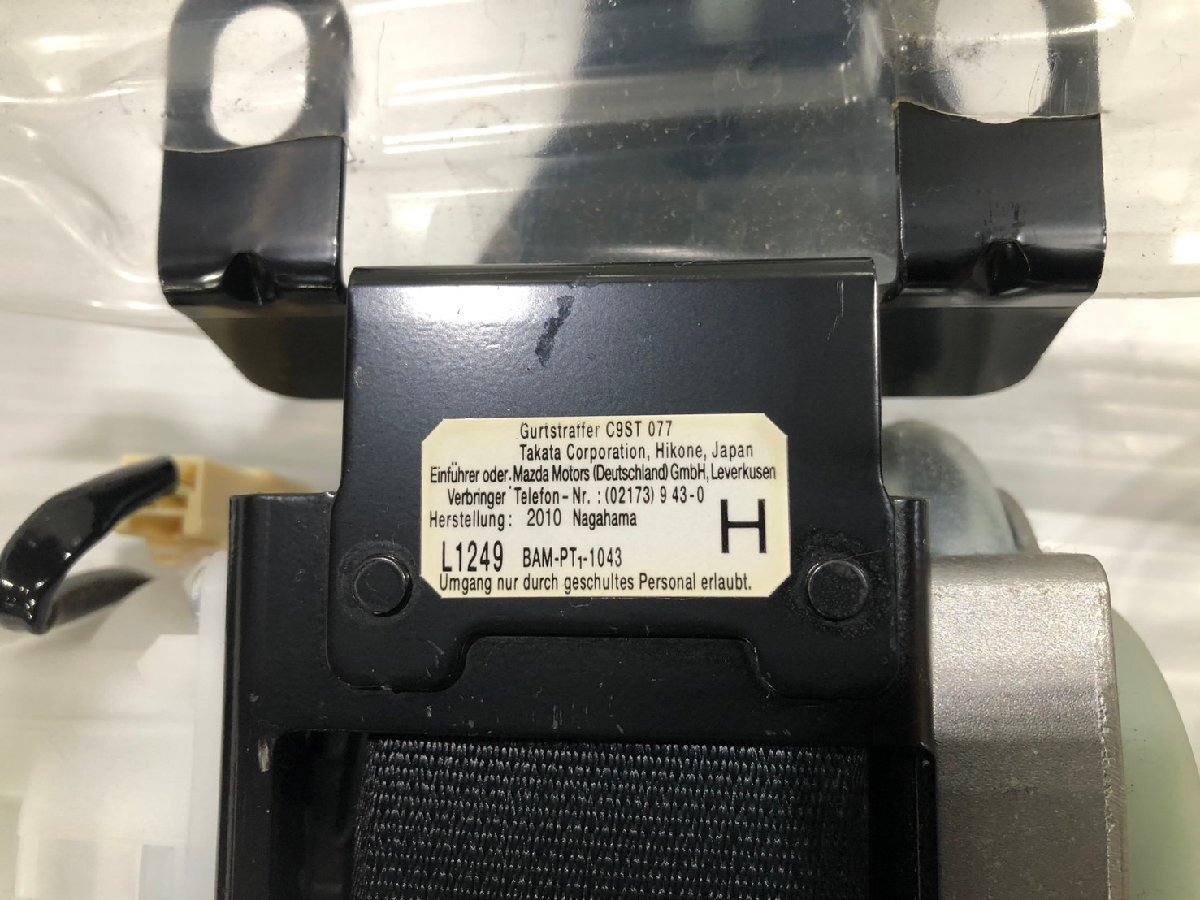 Gurtstraffer C9ST 077
Takata Corporation, Hikone, Japan
Einführer oder. Mazda Motors (Deutschland) GmbH, Leverkusen
Verbringer Telefon-Nr. : (02173) 9 43-0
Herstellung: 2010 Nagahama
H
L1249 BAM-PT1-1043
Umgang nur durch geschultes Personal erlaubt.